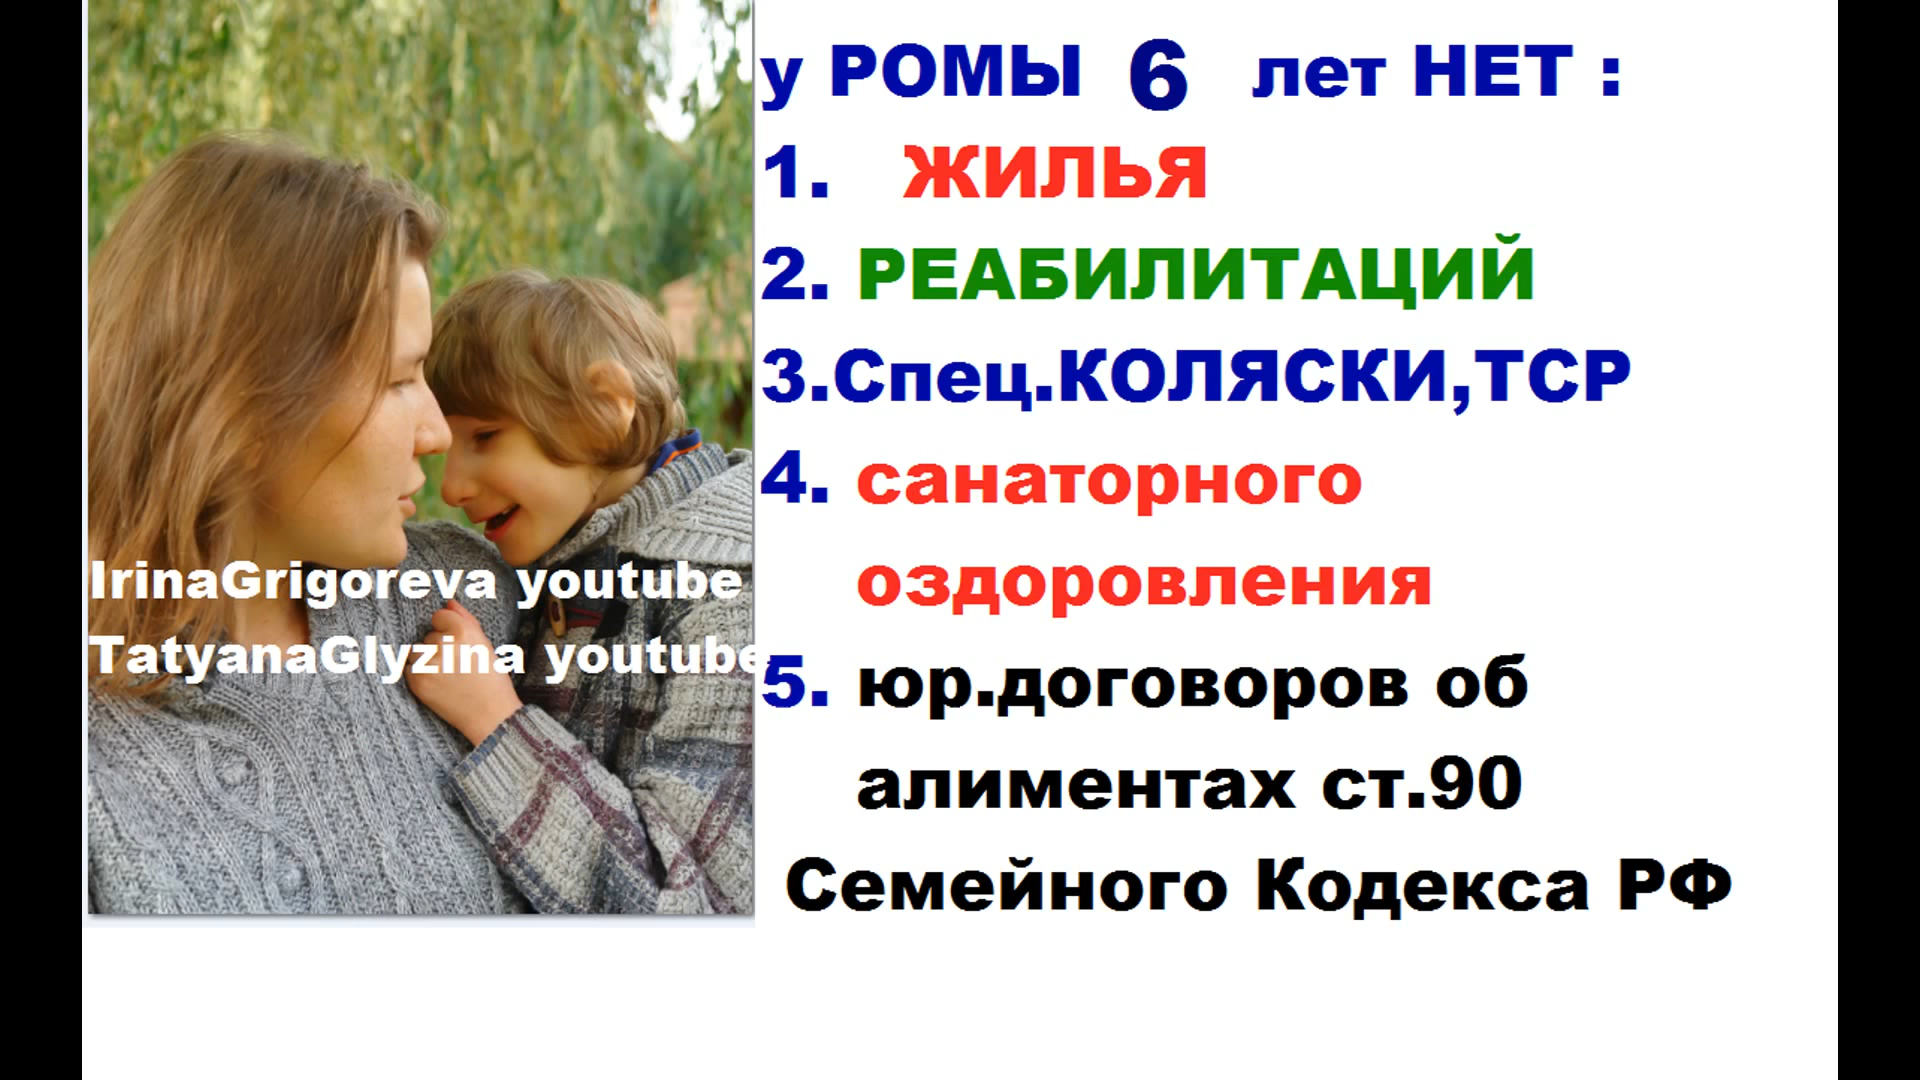 у РОМЫ 6 лет НЕТ :
1. ЖИЛЬЯ
2. РЕАБИЛИТАЦИЙ
3.Спец.КОЛЯСКИ,ТСР
4. санаторного
оздоровления
5. юр.договоров об
алиментах ст.90
Семейного Кодекса РФ
IrinaGrigoreva youtube
TatyanaGlyzina youtube